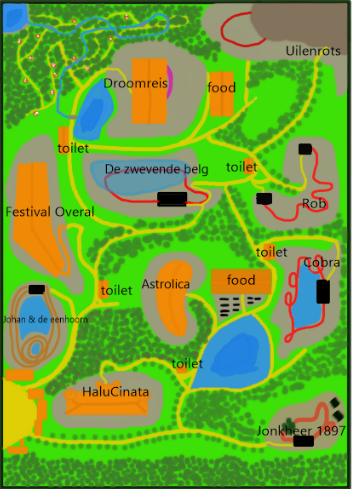 Uilenrots
Droomreis
food
toilet
De zwevende belg
toilet
Festival Overal
Rob
toilet
Cobra
toilet
Astrolica
food
Johan & de eenhoorn
toilet
HaluCinata
Jonkheer 1897